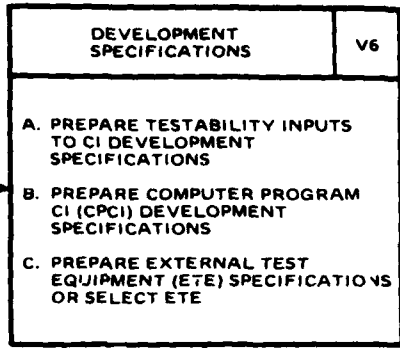 DEVELOPMENT
SPECIFICATIONS
V6
A. PREPARE TESTABILITY INPUTS
TO CI DEVELOPMENT
SPECIFICATIONS
B. PREPARE COMPUTER PROGRAM
CI (CPCI) DEVELOPMENT
SPECIFICATIONS
C. PREPARE EXTERNAL TEST
EQUIPMENT (ETE) SPECIFICATIONS
OR SELECT ETE